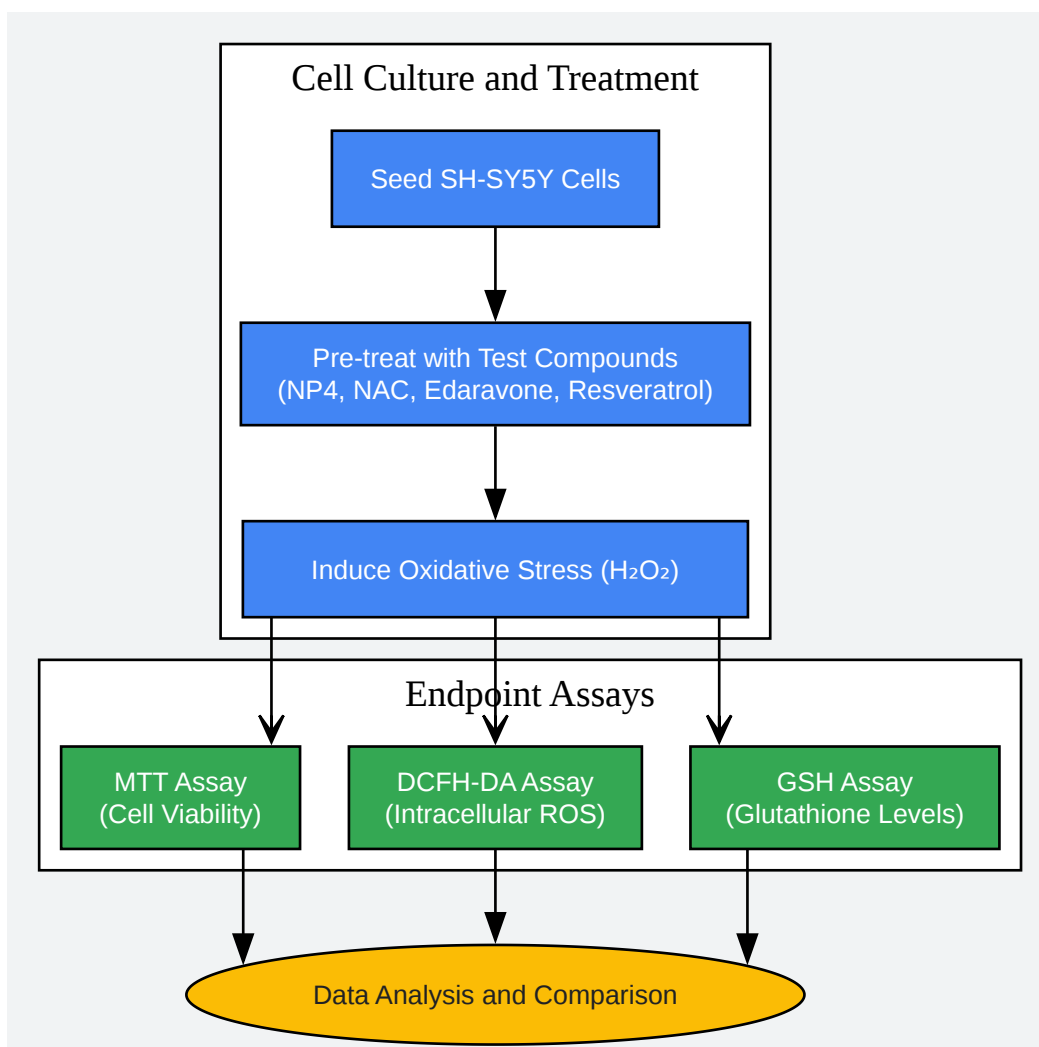 Cell Culture and Treatment
Seed SH-SY5Y Cells
Pre-treat with Test Compounds
(NP4, NAC, Edaravone, Resveratrol)
Induce Oxidative Stress (H₂O₂)
Endpoint Assays
MTT Assay
(Cell Viability)
DCFH-DA Assay
(Intracellular ROS)
GSH Assay
(Glutathione Levels)
Data Analysis and Comparison